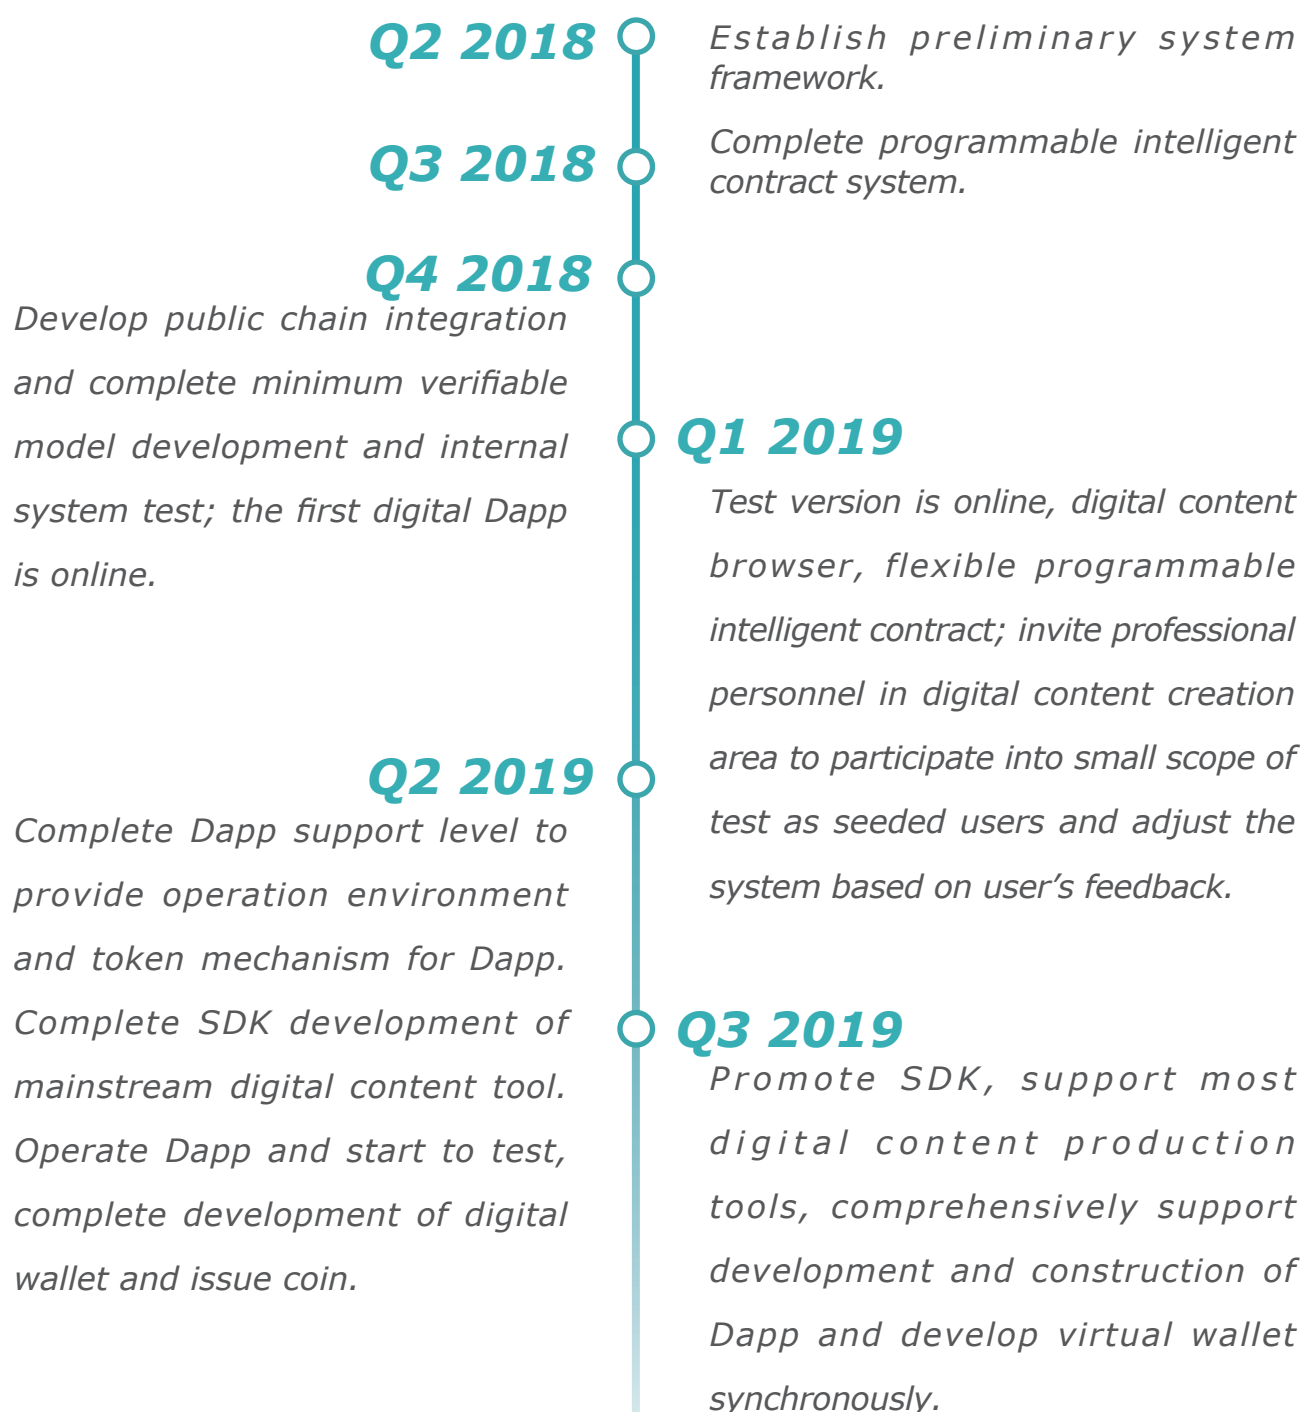 Q2 2018
Establish preliminary system
framework.
Q3 2018
Complete programmable intelligent
contract system.
Q4 2018
Develop public chain integration
and complete minimum verifiable
model development and internal
system test; the first digital Dapp
is online.
Q1 2019
Test version is online, digital content
browser, flexible programmable
intelligent contract; invite professional
personnel in digital content creation
area to participate into small scope of
test as seeded users and adjust the
system based on user’s feedback.
Q2 2019
Complete Dapp support level to
provide operation environment
and token mechanism for Dapp.
Complete SDK development of
mainstream digital content tool.
Operate Dapp and start to test,
complete development of digital
wallet and issue coin.
Q3 2019
Promote SDK, support most
digital content production
tools, comprehensively support
development and construction of
Dapp and develop virtual wallet
synchronously.